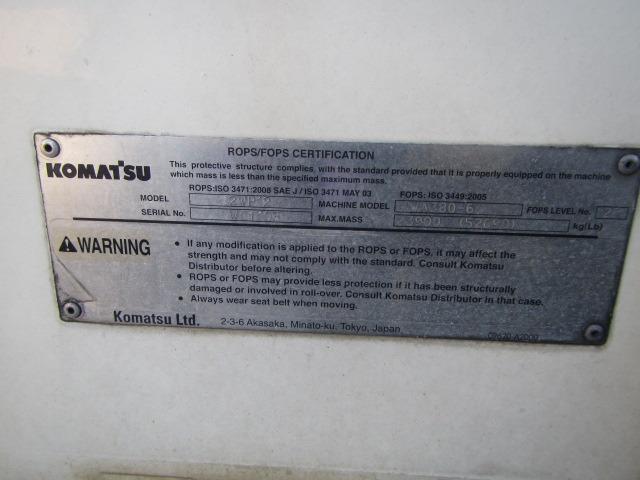 ROPS/FOPS CERTIFICATION
KOMATSU
This protective structure complies, with the standard provided that it is properly equipped on the machine
which mass is less than the specified maximum mass.
ROPS:ISO 3471:2008 SAE J / ISO 3471 MAY 03 FOPS: ISO 3449:2005
MODEL MACHINE MODEL FOPS LEVEL No. 2
SERIAL No. MAX.MASS kg(Lb)
WARNING
• If any modification is applied to the ROPS or FOPS, it may affect the
strength and may not comply with the standard. Consult Komatsu
Distributor before altering.
• ROPS or FOPS may provide less protection if it has been structurally
damaged or involved in roll-over. Consult Komatsu Distributor in that case.
• Always wear seat belt when moving.
Komatsu Ltd. 2-3-6 Akasaka, Minato-ku, Tokyo, Japan